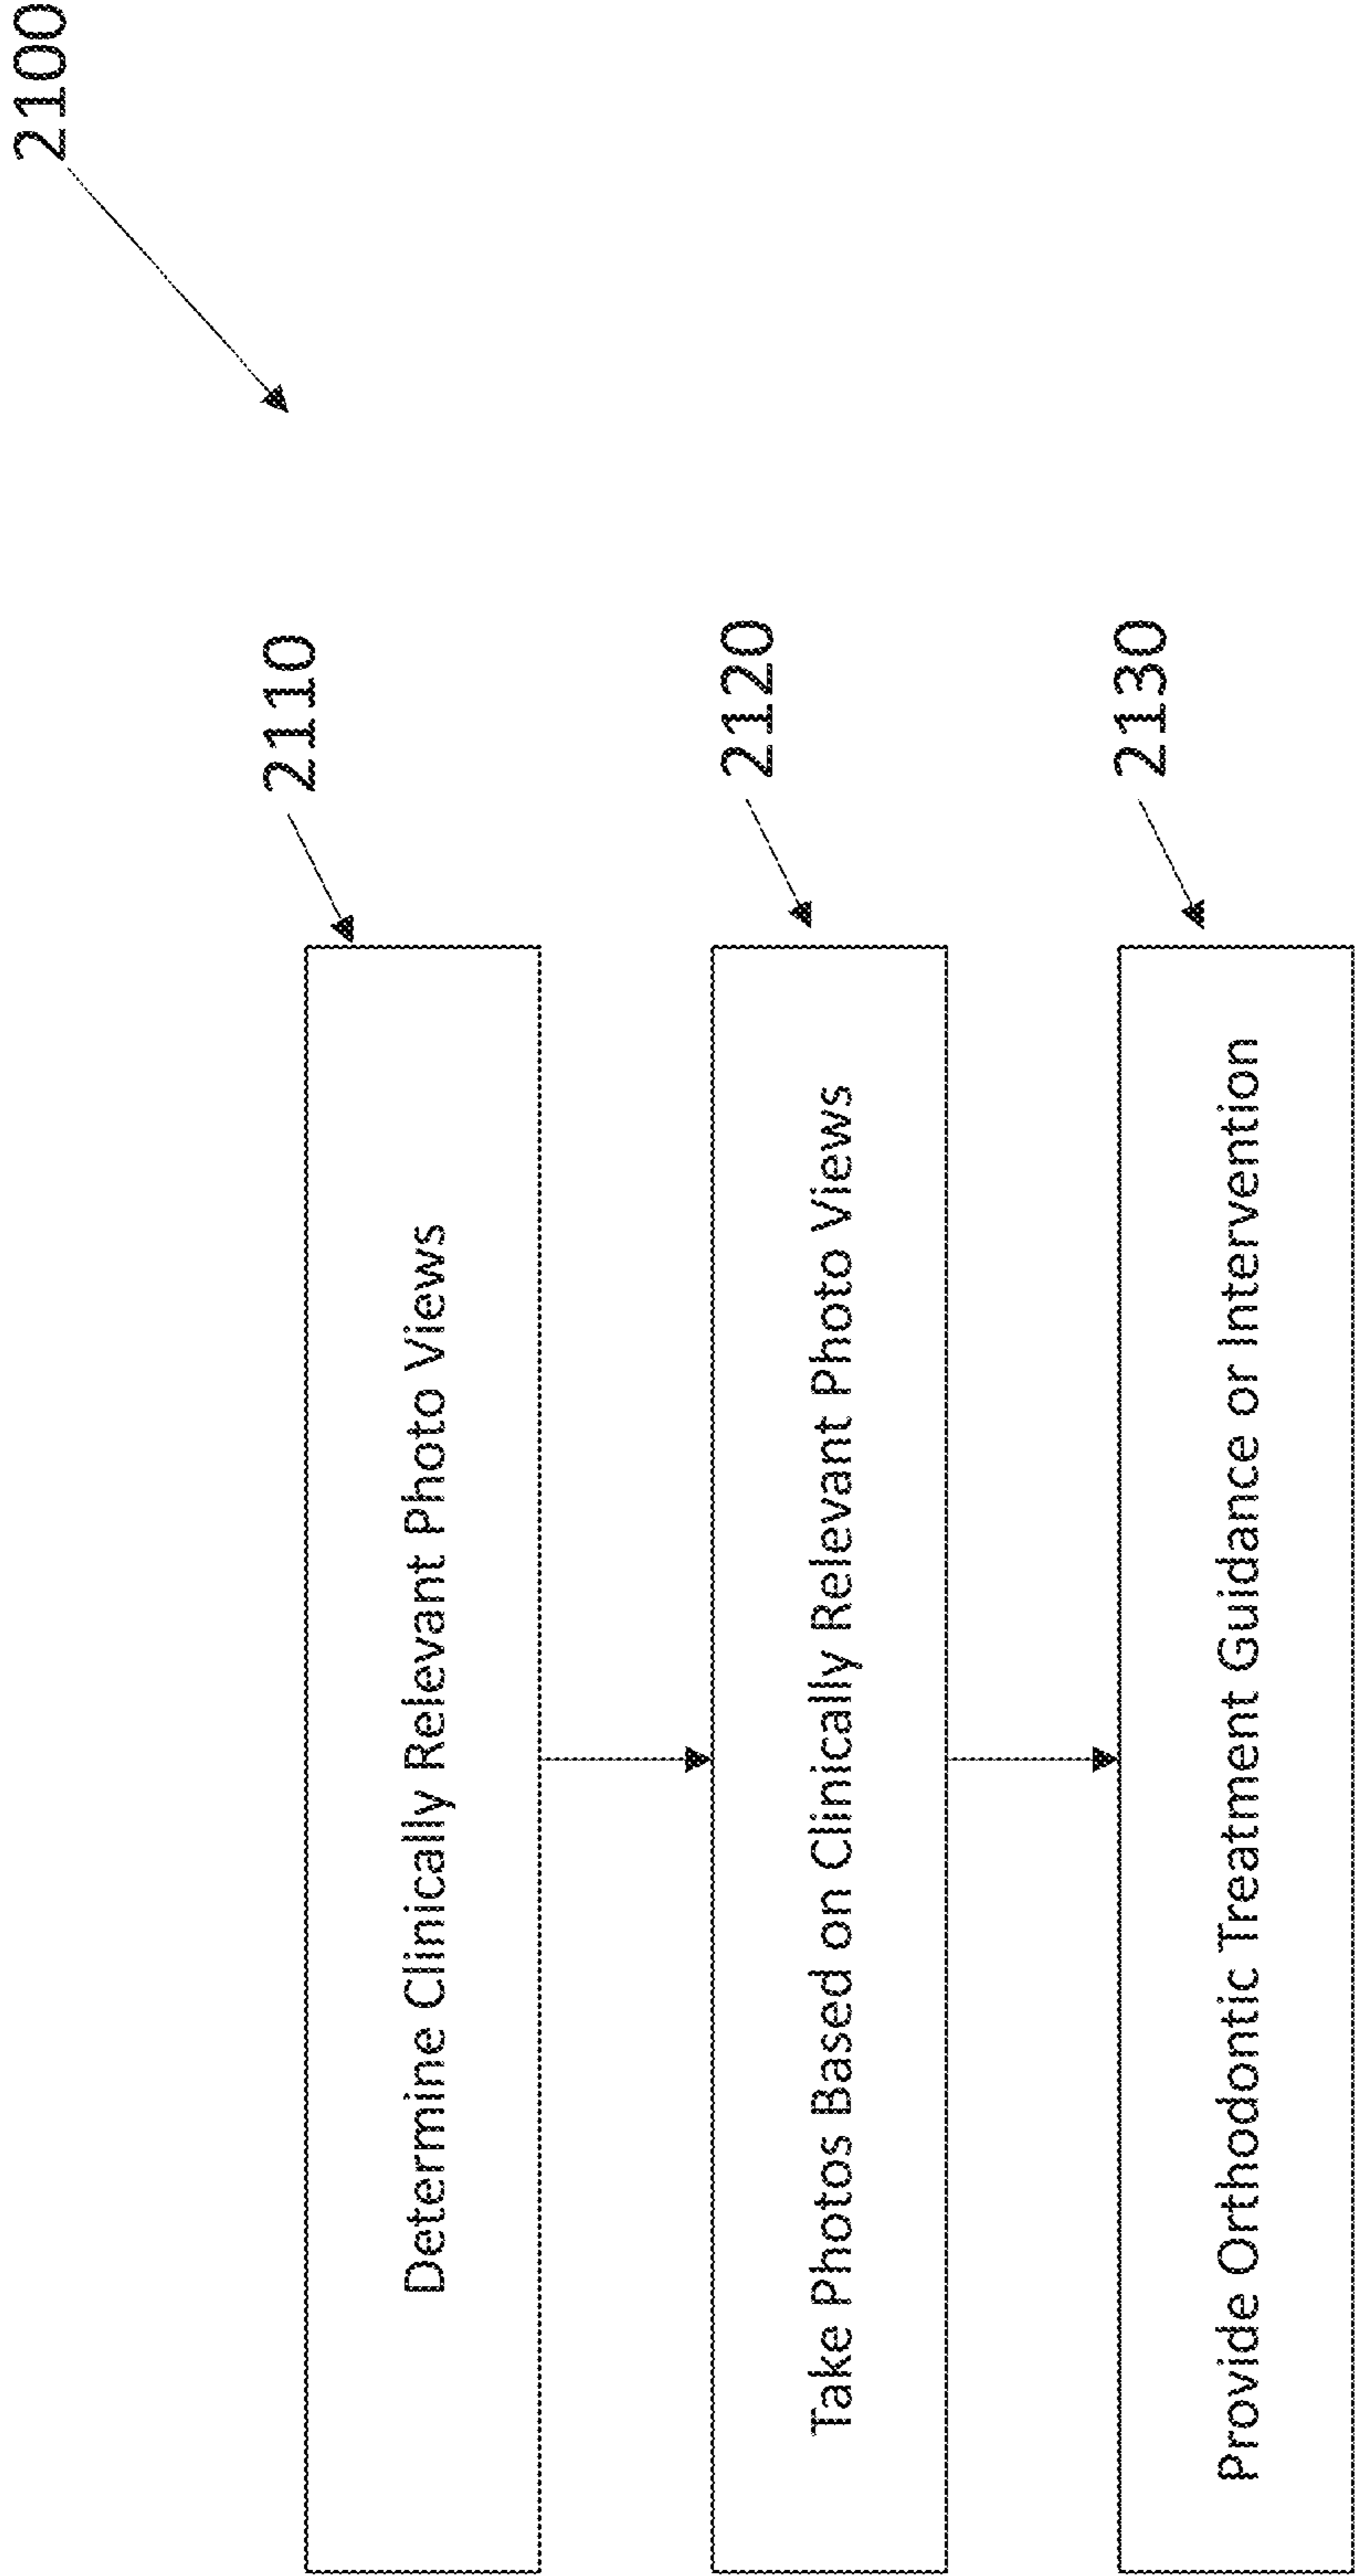 2100
2110
Determine Clinically Relevant Photo Views
2120
Take Photos Based on Clinically Relevant Photo Views
2130
Provide Orthodontic Treatment Guidance or Intervention